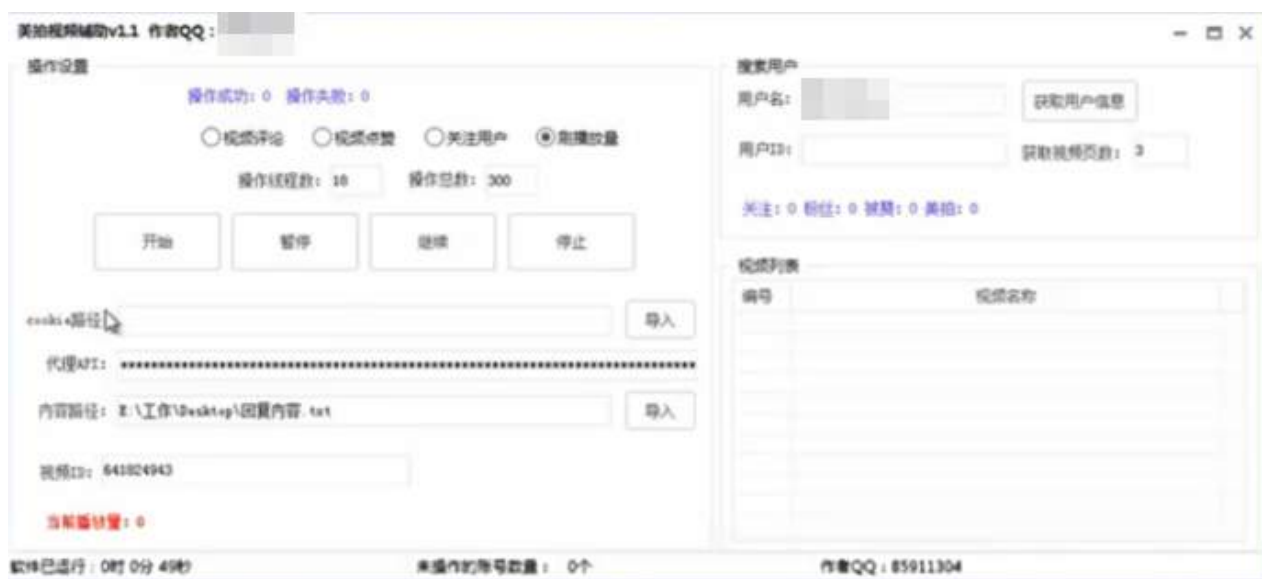 美拍视频辅助v1.1 作者QQ：
操作设置
操作成功：0 操作失败：0
视频评论 视频点赞 关注用户 刷播放量
操作线程数：10 操作总数：300
开始 暂停 继续 停止
cookie路径
导入
代理API：**************************************************************************
内容路径：E:\工作\Desktop\回复内容.txt 导入
视频ID：641824943
当前播放量：0
搜索用户
用户名： 获取用户信息
用户ID： 获取视频页数：3
关注：0 粉丝：0 被赞：0 美拍：0
视频列表
编号 视频名称
软件已运行：0时 0分 49秒 未操作的账号数量： 0个 作者QQ：85911304